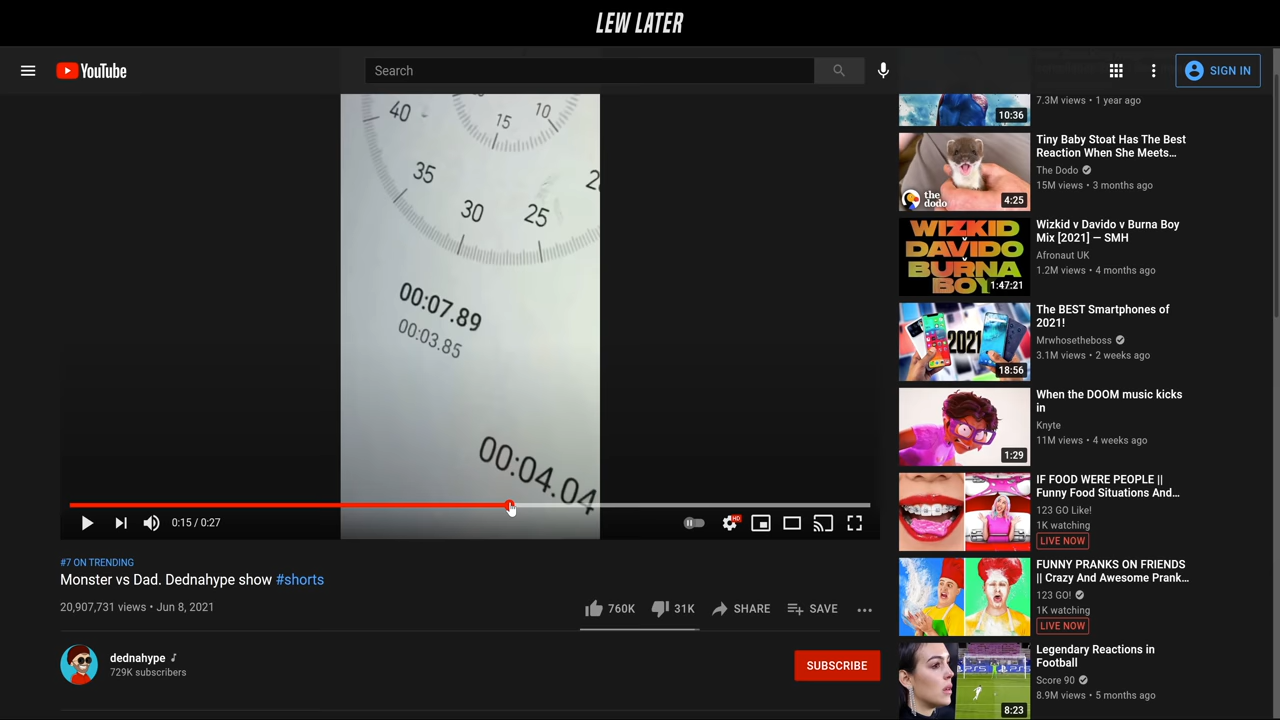 LEW LATER
YouTube
Search
SIGN IN
40
10
15
35
30
25
00:07.89
00:03.85
00:04.04
0:15 / 0:27
HD
#7 ON TRENDING
Monster vs Dad. Dednahype show #shorts
20,907,731 views • Jun 8, 2021
760K
31K
SHARE
SAVE
dednahype
729K subscribers
SUBSCRIBE
10:36
7.3M views • 1 year ago
the
dodo
4:25
Tiny Baby Stoat Has The Best
Reaction When She Meets...
The Dodo
15M views • 3 months ago
WIZKID
v
DAVIDO
v
BURNA
BOY
1:47:21
Wizkid v Davido v Burna Boy
Mix [2021] — SMH
Afronaut UK
1.2M views • 4 months ago
2021
18:56
The BEST Smartphones of
2021!
Mrwhosetheboss
3.1M views • 2 weeks ago
1:29
When the DOOM music kicks
in
Knyte
11M views • 4 weeks ago
IF FOOD WERE PEOPLE ||
Funny Food Situations And...
123 GO Like!
1K watching
LIVE NOW
FUNNY PRANKS ON FRIENDS
|| Crazy And Awesome Prank...
123 GO!
1K watching
LIVE NOW
8:23
Legendary Reactions in
Football
Score 90
8.9M views • 5 months ago